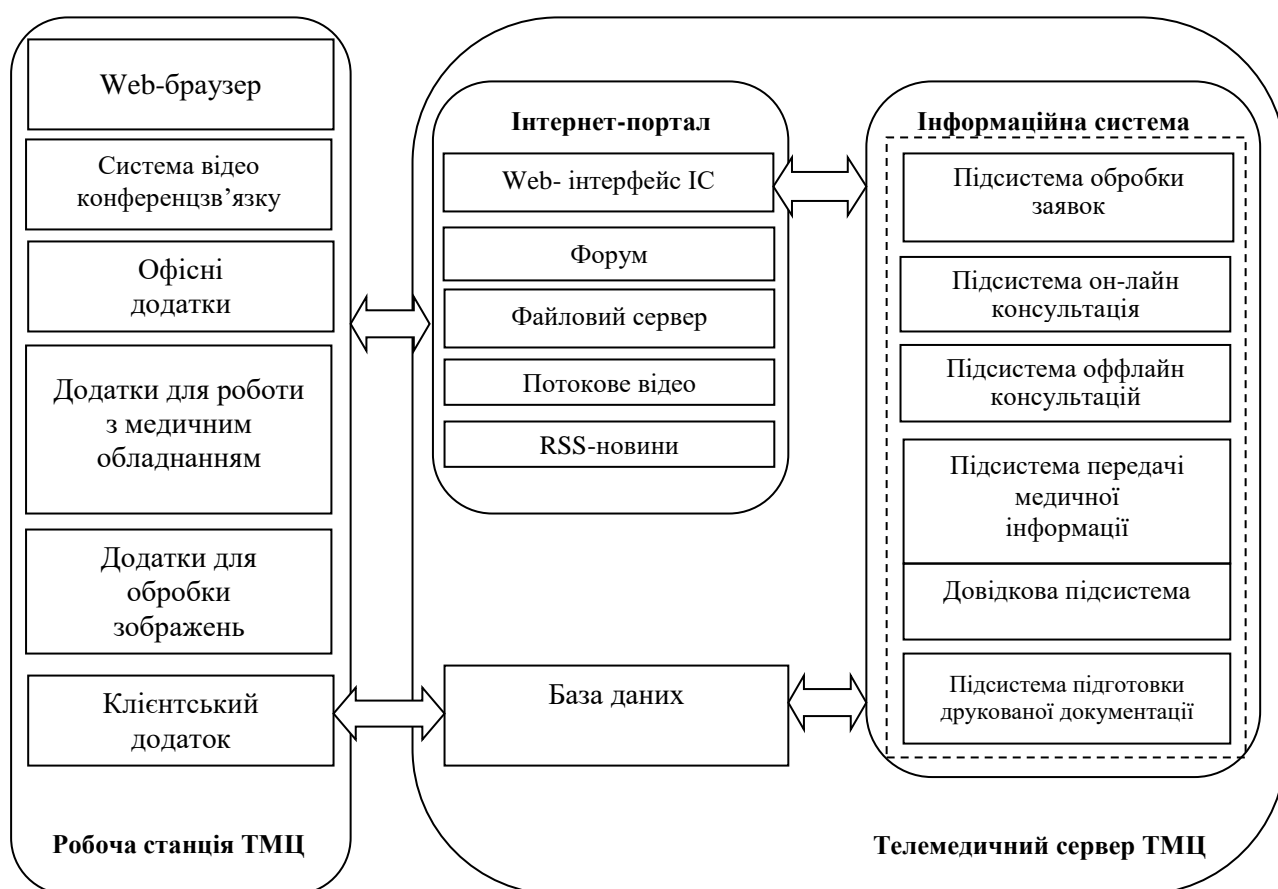 Web-браузер
Система відео
конференцзв’язку
Офісні
додатки
Додатки для роботи
з медичним
обладнанням
Додатки для
обробки
зображень
Клієнтський
додаток
Робоча станція ТМЦ
Інтернет-портал
Web- інтерфейс ІС
Форум
Файловий сервер
Потокове відео
RSS-новини
База даних
Інформаційна система
Підсистема обробки
заявок
Підсистема он-лайн
консультація
Підсистема оффлайн
консультацій
Підсистема передачі
медичної
інформації
Довідкова підсистема
Підсистема підготовки
друкованої документації
Телемедичний сервер ТМЦ